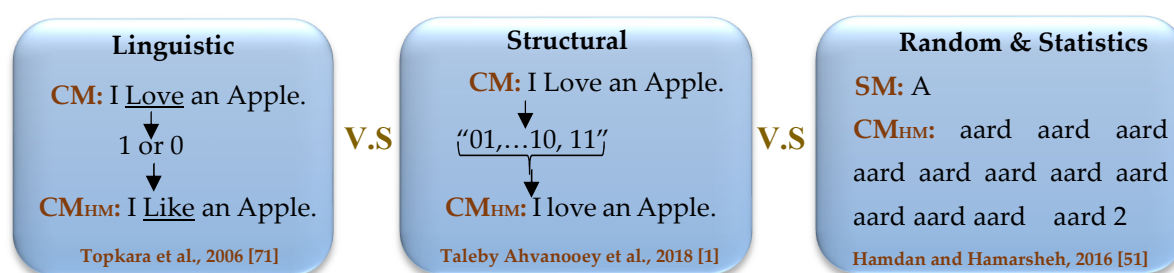 Linguistic
CM: I Love an Apple.
1 or 0
CMHM: I Like an Apple.
Topkara et al., 2006 [71]
V.S
Structural
CM: I Love an Apple.
“01,…10, 11”
CMHM: I love an Apple.
Taleby Ahvanooey et al., 2018 [1]
V.S
Random & Statistics
SM: A
CMHM: aard aard aard
aard aard aard aard aard
aard aard aard aard 2
Hamdan and Hamarsheh, 2016 [51]